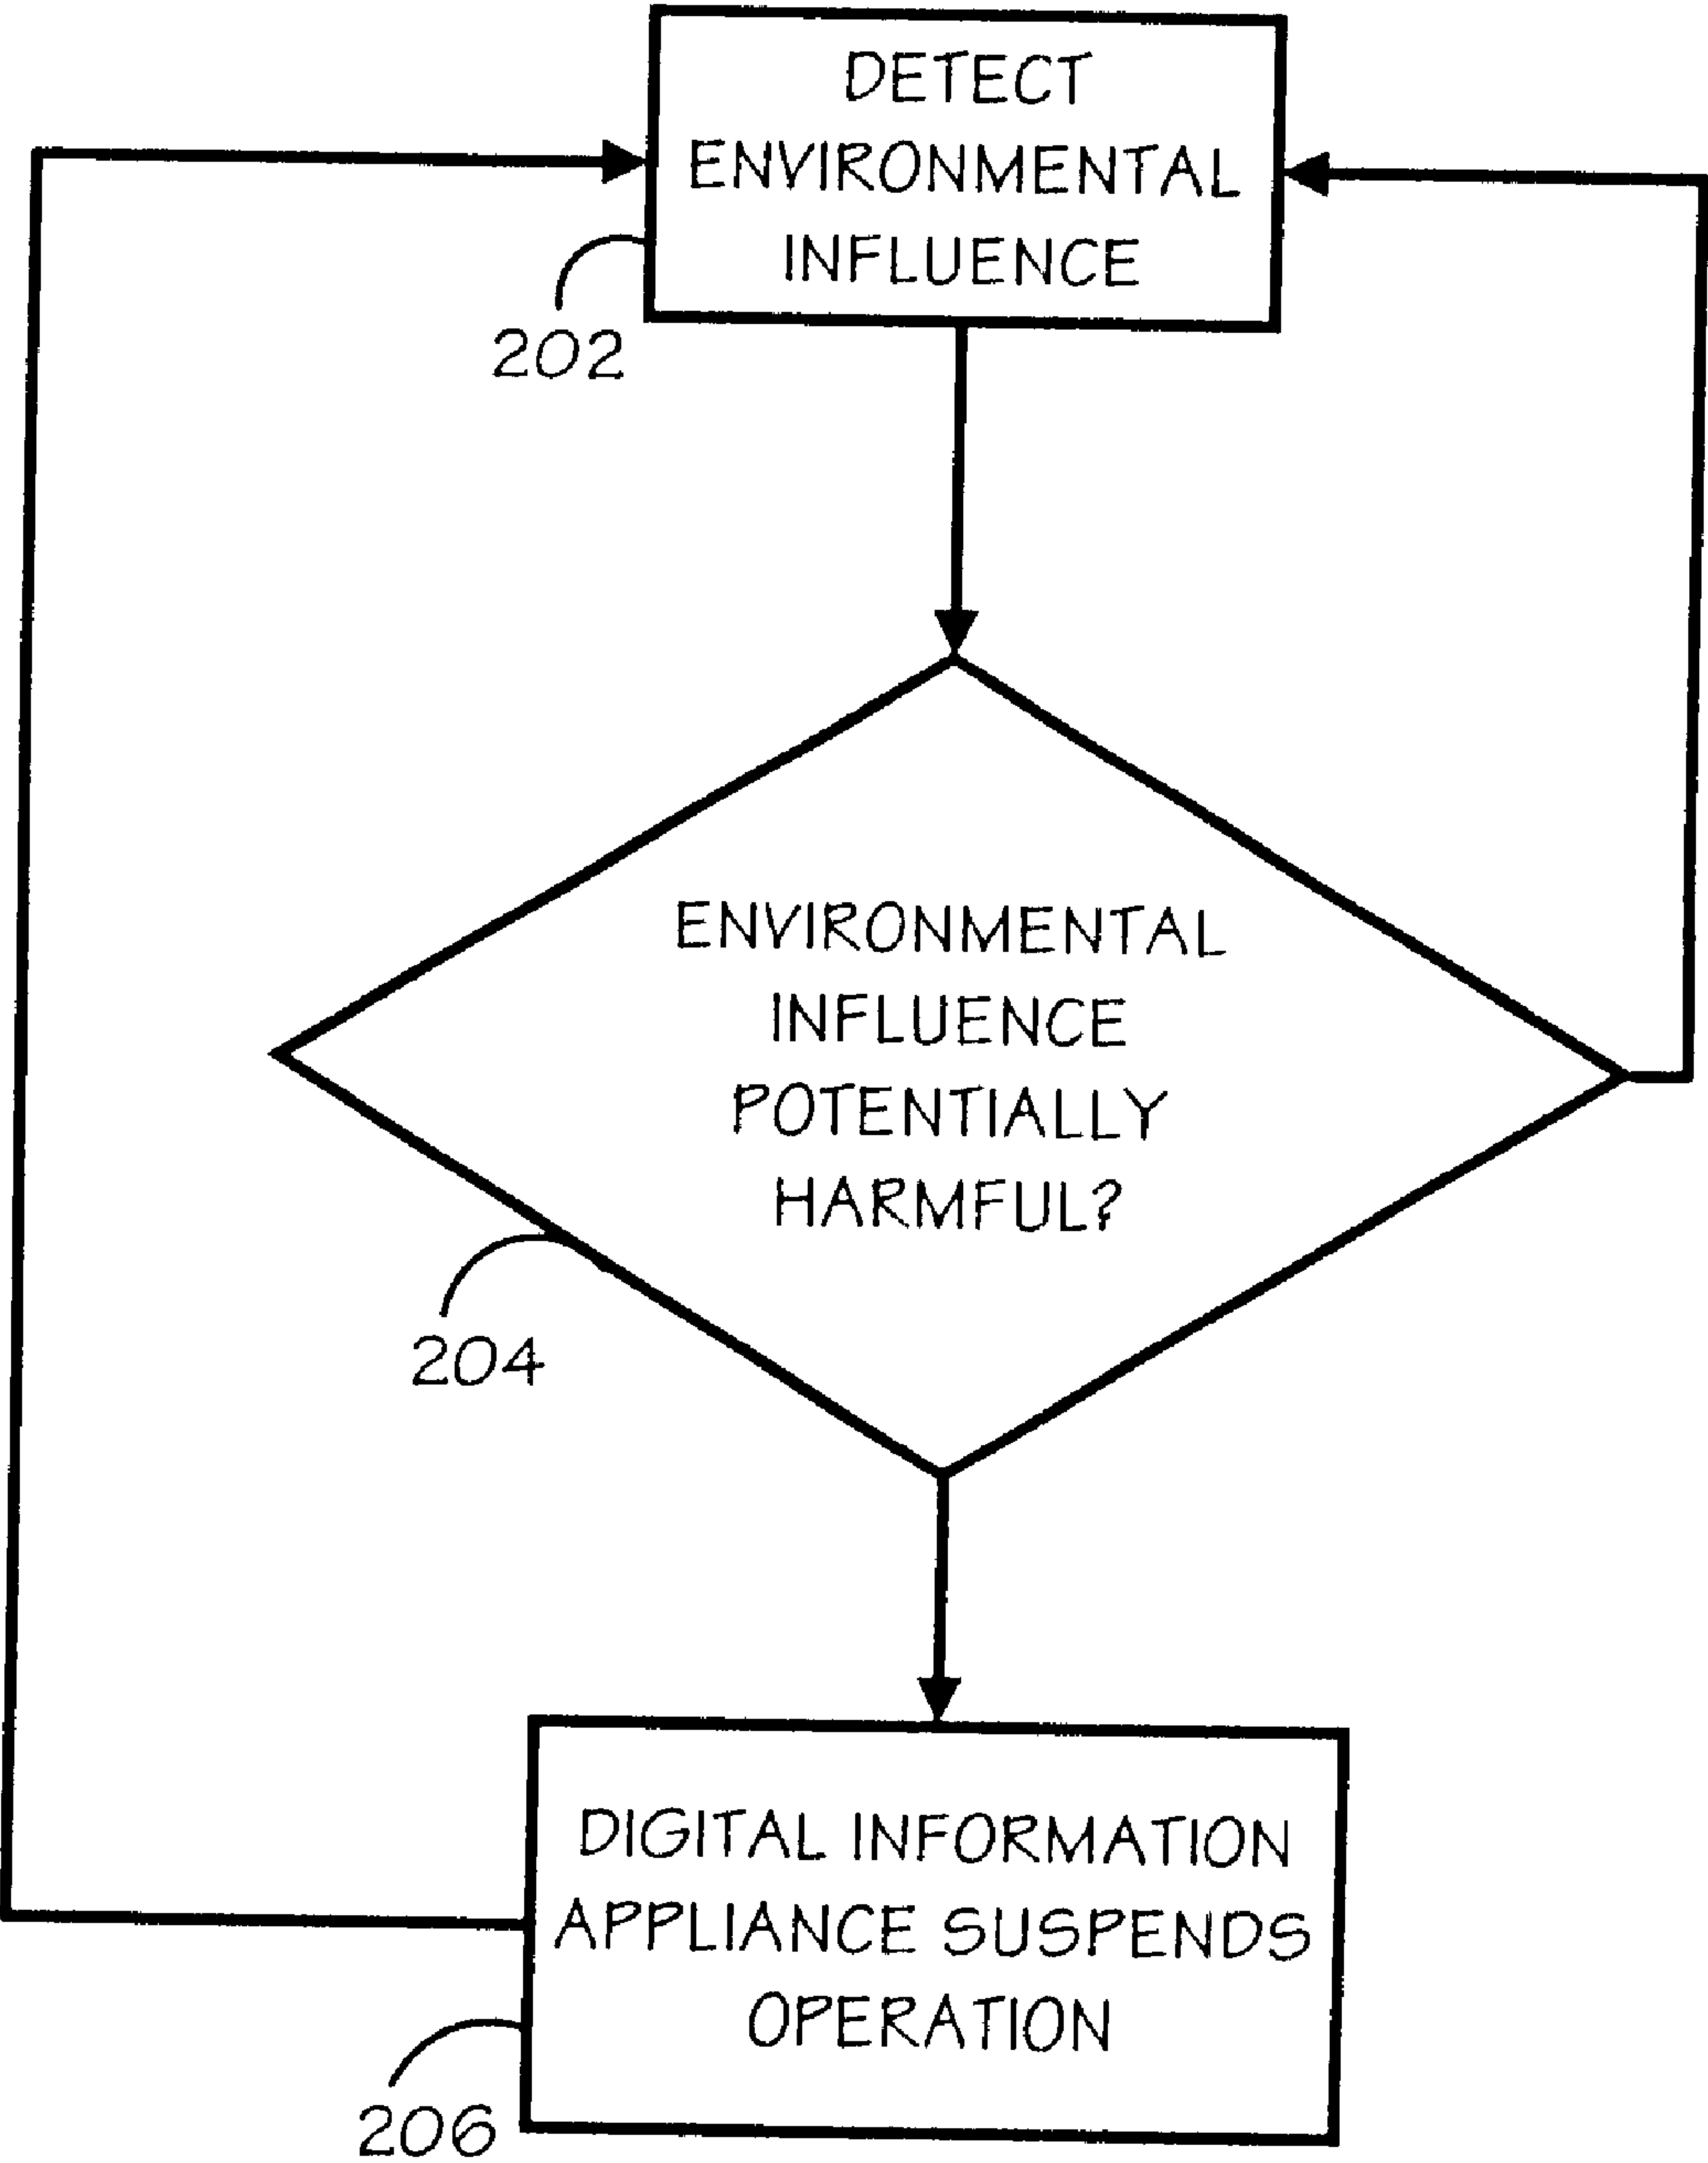 DETECT
ENVIRONMENTAL
INFLUENCE
202
ENVIRONMENTAL
INFLUENCE
POTENTIALLY
HARMFUL?
204
DIGITAL INFORMATION
APPLIANCE SUSPENDS
OPERATION
206